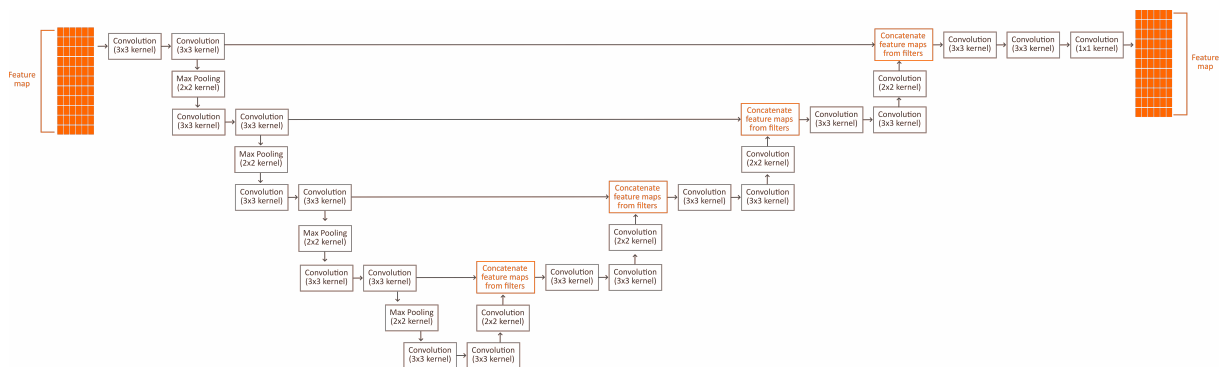 Feature
map
Convolution
(3x3 kernel)
Convolution
(3x3 kernel)
Concatenate
feature maps
from filters
Convolution
(3x3 kernel)
Convolution
(3x3 kernel)
Convolution
(1x1 kernel)
Feature
map
Max Pooling
(2x2 kernel)
Convolution
(2x2 kernel)
Convolution
(3x3 kernel)
Convolution
(3x3 kernel)
Concatenate
feature maps
from filters
Convolution
(3x3 kernel)
Convolution
(3x3 kernel)
Max Pooling
(2x2 kernel)
Convolution
(2x2 kernel)
Convolution
(3x3 kernel)
Convolution
(3x3 kernel)
Concatenate
feature maps
from filters
Convolution
(3x3 kernel)
Convolution
(3x3 kernel)
Max Pooling
(2x2 kernel)
Convolution
(2x2 kernel)
Convolution
(3x3 kernel)
Convolution
(3x3 kernel)
Concatenate
feature maps
from filters
Convolution
(3x3 kernel)
Convolution
(3x3 kernel)
Max Pooling
(2x2 kernel)
Convolution
(2x2 kernel)
Convolution
(3x3 kernel)
Convolution
(3x3 kernel)